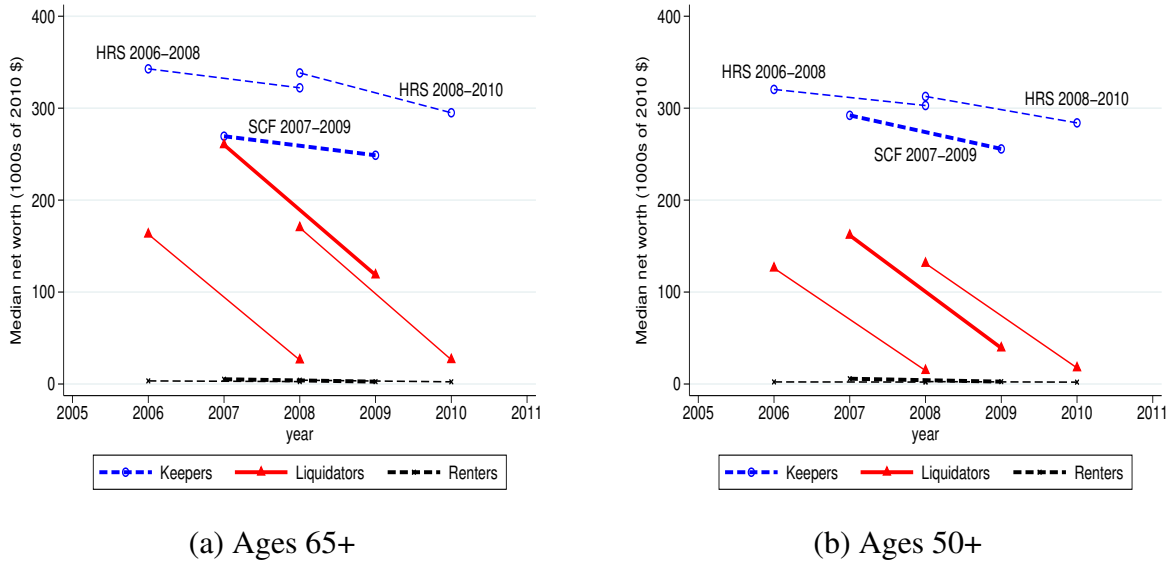 Median net worth (1000s of 2010 $)
400
300
200
100
0
HRS 2006−2008
HRS 2008−2010
SCF 2007−2009
2005 2006 2007 2008 2009 2010 2011
year
Keepers Liquidators Renters
(a) Ages 65+
Median net worth (1000s of 2010 $)
400
300
200
100
0
HRS 2006−2008
HRS 2008−2010
SCF 2007−2009
2005 2006 2007 2008 2009 2010 2011
year
Keepers Liquidators Renters
(b) Ages 50+